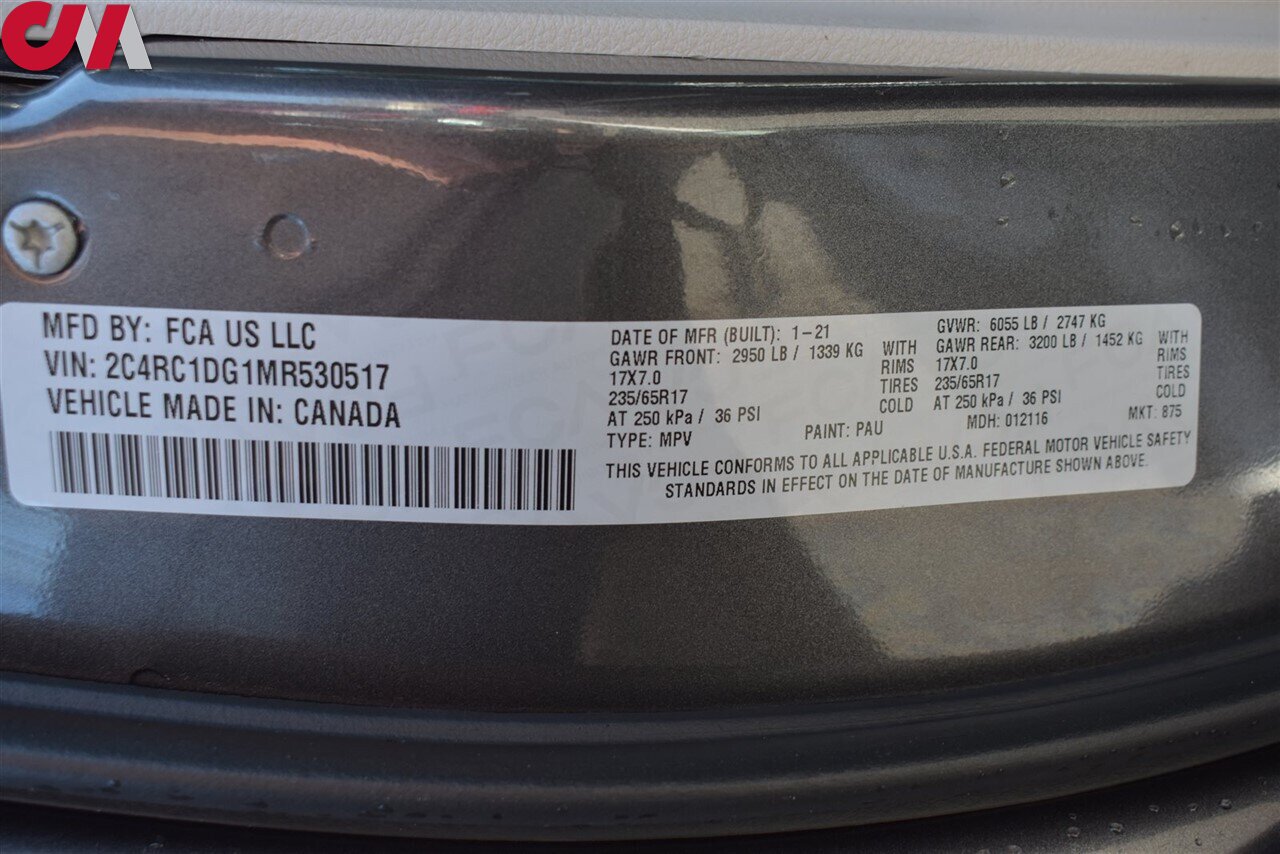 CM
MFD BY: FCA US LLC
VIN: 2C4RC1DG1MR530517
VEHICLE MADE IN: CANADA
DATE OF MFR (BUILT): 1-21
GAWR FRONT: 2950 LB / 1339 KG WITH
17X7.0 RIMS
235/65R17 TIRES
AT 250 kPa / 36 PSI COLD
TYPE: MPV PAINT: PAU
GVWR: 6055 LB / 2747 KG
GAWR REAR: 3200 LB / 1452 KG WITH
17X7.0 RIMS
235/65R17 TIRES
AT 250 kPa / 36 PSI COLD
MDH: 012116 MKT: 875
THIS VEHICLE CONFORMS TO ALL APPLICABLE U.S.A. FEDERAL MOTOR VEHICLE SAFETY
STANDARDS IN EFFECT ON THE DATE OF MANUFACTURE SHOWN ABOVE.